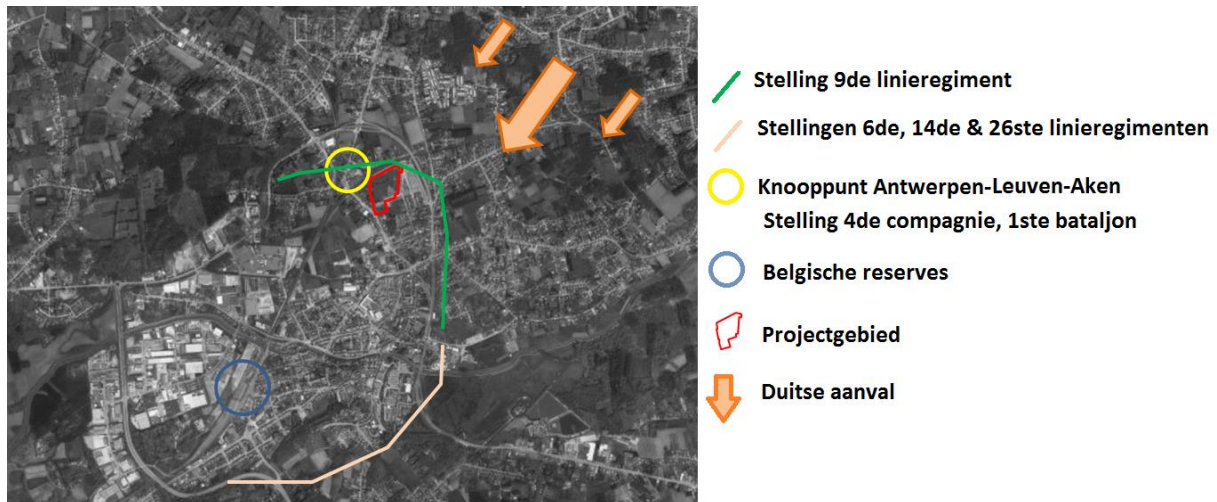 Stelling 9de linieregiment
Stellingen 6de, 14de & 26ste linieregimenten
Knooppunt Antwerpen-Leuven-Aken
Stelling 4de compagnie, 1ste bataljon
Belgische reserves
Projectgebied
Duitse aanval